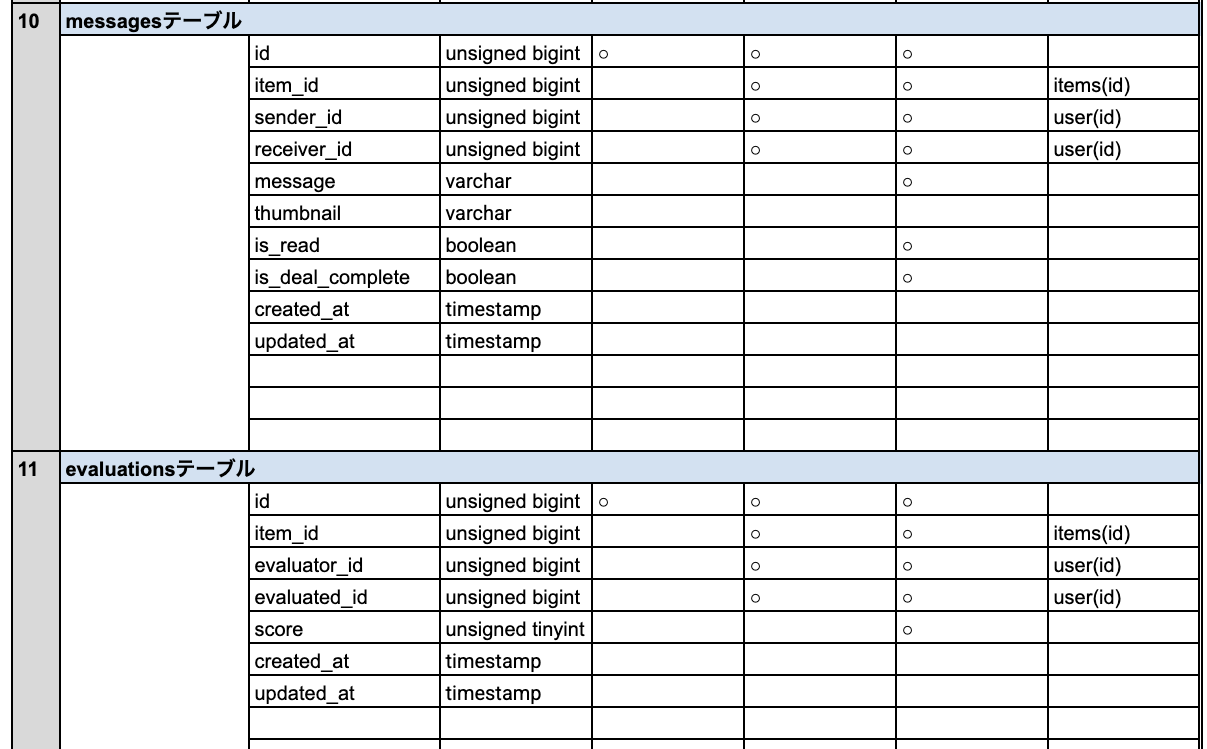 10 messagesテーブル
id unsigned bigint ○ ○ ○
item_id unsigned bigint ○ ○ items(id)
sender_id unsigned bigint ○ ○ user(id)
receiver_id unsigned bigint ○ ○ user(id)
message varchar ○
thumbnail varchar
is_read boolean ○
is_deal_complete boolean ○
created_at timestamp
updated_at timestamp
11 evaluationsテーブル
id unsigned bigint ○ ○ ○
item_id unsigned bigint ○ ○ items(id)
evaluator_id unsigned bigint ○ ○ user(id)
evaluated_id unsigned bigint ○ ○ user(id)
score unsigned tinyint ○
created_at timestamp
updated_at timestamp